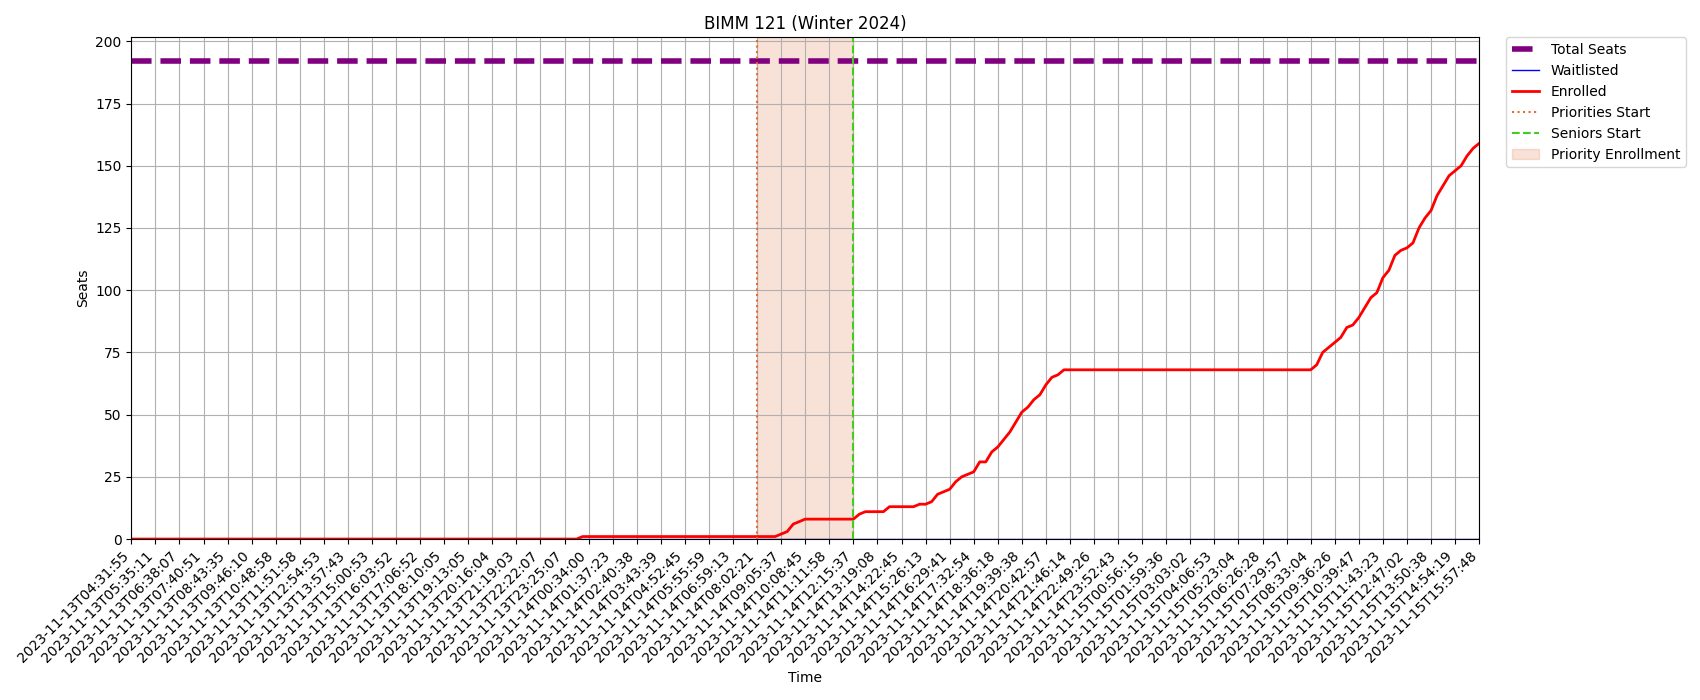 BIMM 121 (Winter 2024)
200
175
150
125
100
75
50
25
0
Seats
Total Seats
Waitlisted
Enrolled
Priorities Start
Seniors Start
Priority Enrollment
2023-11-13T04:31:55
2023-11-13T05:35:11
2023-11-13T06:38:07
2023-11-13T07:40:51
2023-11-13T08:43:35
2023-11-13T09:46:10
2023-11-13T10:48:58
2023-11-13T11:51:58
2023-11-13T12:54:53
2023-11-13T13:57:43
2023-11-13T15:00:53
2023-11-13T16:03:52
2023-11-13T17:06:52
2023-11-13T18:10:05
2023-11-13T19:13:05
2023-11-13T20:16:04
2023-11-13T21:19:03
2023-11-13T22:22:07
2023-11-13T23:25:07
2023-11-14T00:34:00
2023-11-14T01:37:23
2023-11-14T02:40:38
2023-11-14T03:43:39
2023-11-14T04:52:45
2023-11-14T05:55:59
2023-11-14T06:59:13
2023-11-14T08:02:21
2023-11-14T09:05:37
2023-11-14T10:08:45
2023-11-14T11:11:58
2023-11-14T12:15:37
2023-11-14T13:19:08
2023-11-14T14:22:45
2023-11-14T15:26:13
2023-11-14T16:29:41
2023-11-14T17:32:54
2023-11-14T18:36:18
2023-11-14T19:39:38
2023-11-14T20:42:57
2023-11-14T21:46:14
2023-11-14T22:49:26
2023-11-14T23:52:43
2023-11-15T00:56:15
2023-11-15T01:59:36
2023-11-15T03:03:02
2023-11-15T04:06:53
2023-11-15T05:23:04
2023-11-15T06:26:28
2023-11-15T07:29:57
2023-11-15T08:33:04
2023-11-15T09:36:26
2023-11-15T10:39:47
2023-11-15T11:43:23
2023-11-15T12:47:02
2023-11-15T13:50:38
2023-11-15T14:54:19
2023-11-15T15:57:48
Time